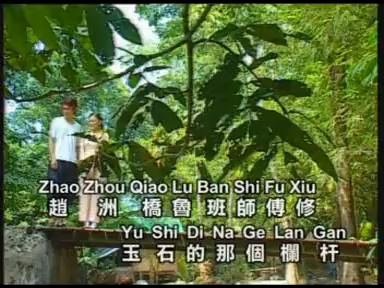 Zhao Zhou Qiao Lu Ban Shi Fu Xiu
趙 洲 橋 魯 班 師 傅 修
Yu Shi Di Na Ge Lan Gan
玉 石 的 那 個 欄 杆